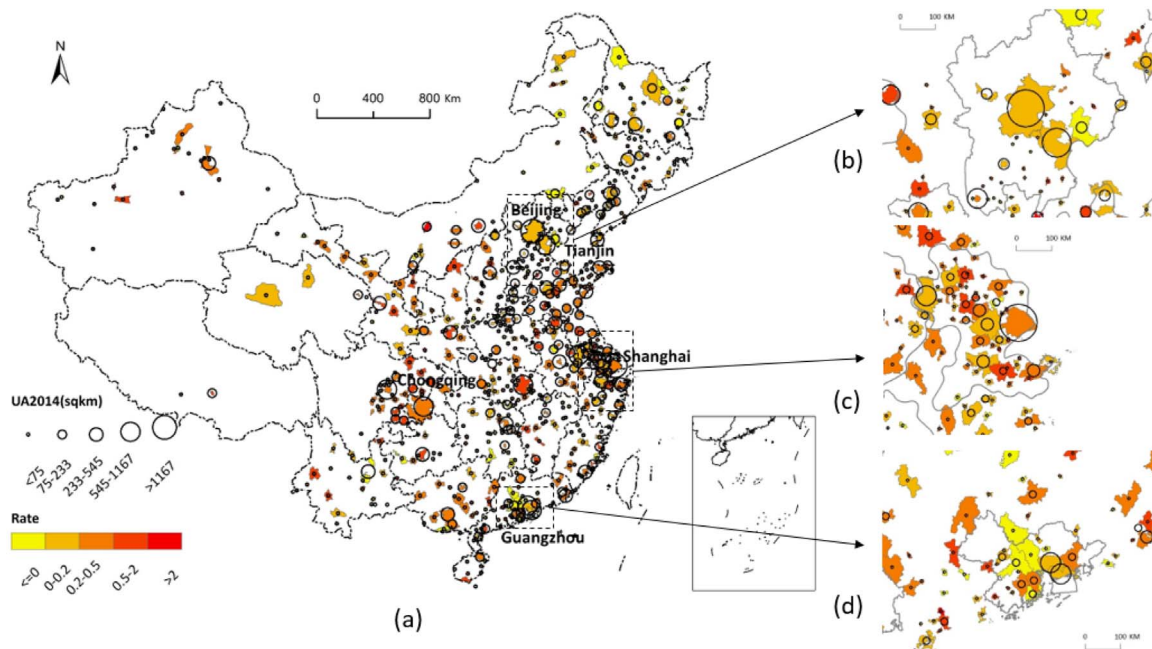 N
0 400 800 Km
Beijing
Tianjin
Shanghai
Chongqing
Guangzhou
UA2014(sqkm)
<75
75-233
233-545
545-1167
>1167
Rate
<=0
0-0.2
0.2-0.5
0.5-2
>2
(a)
0 100 KM
(b)
0 100 KM
(c)
(d)
0 100 KM